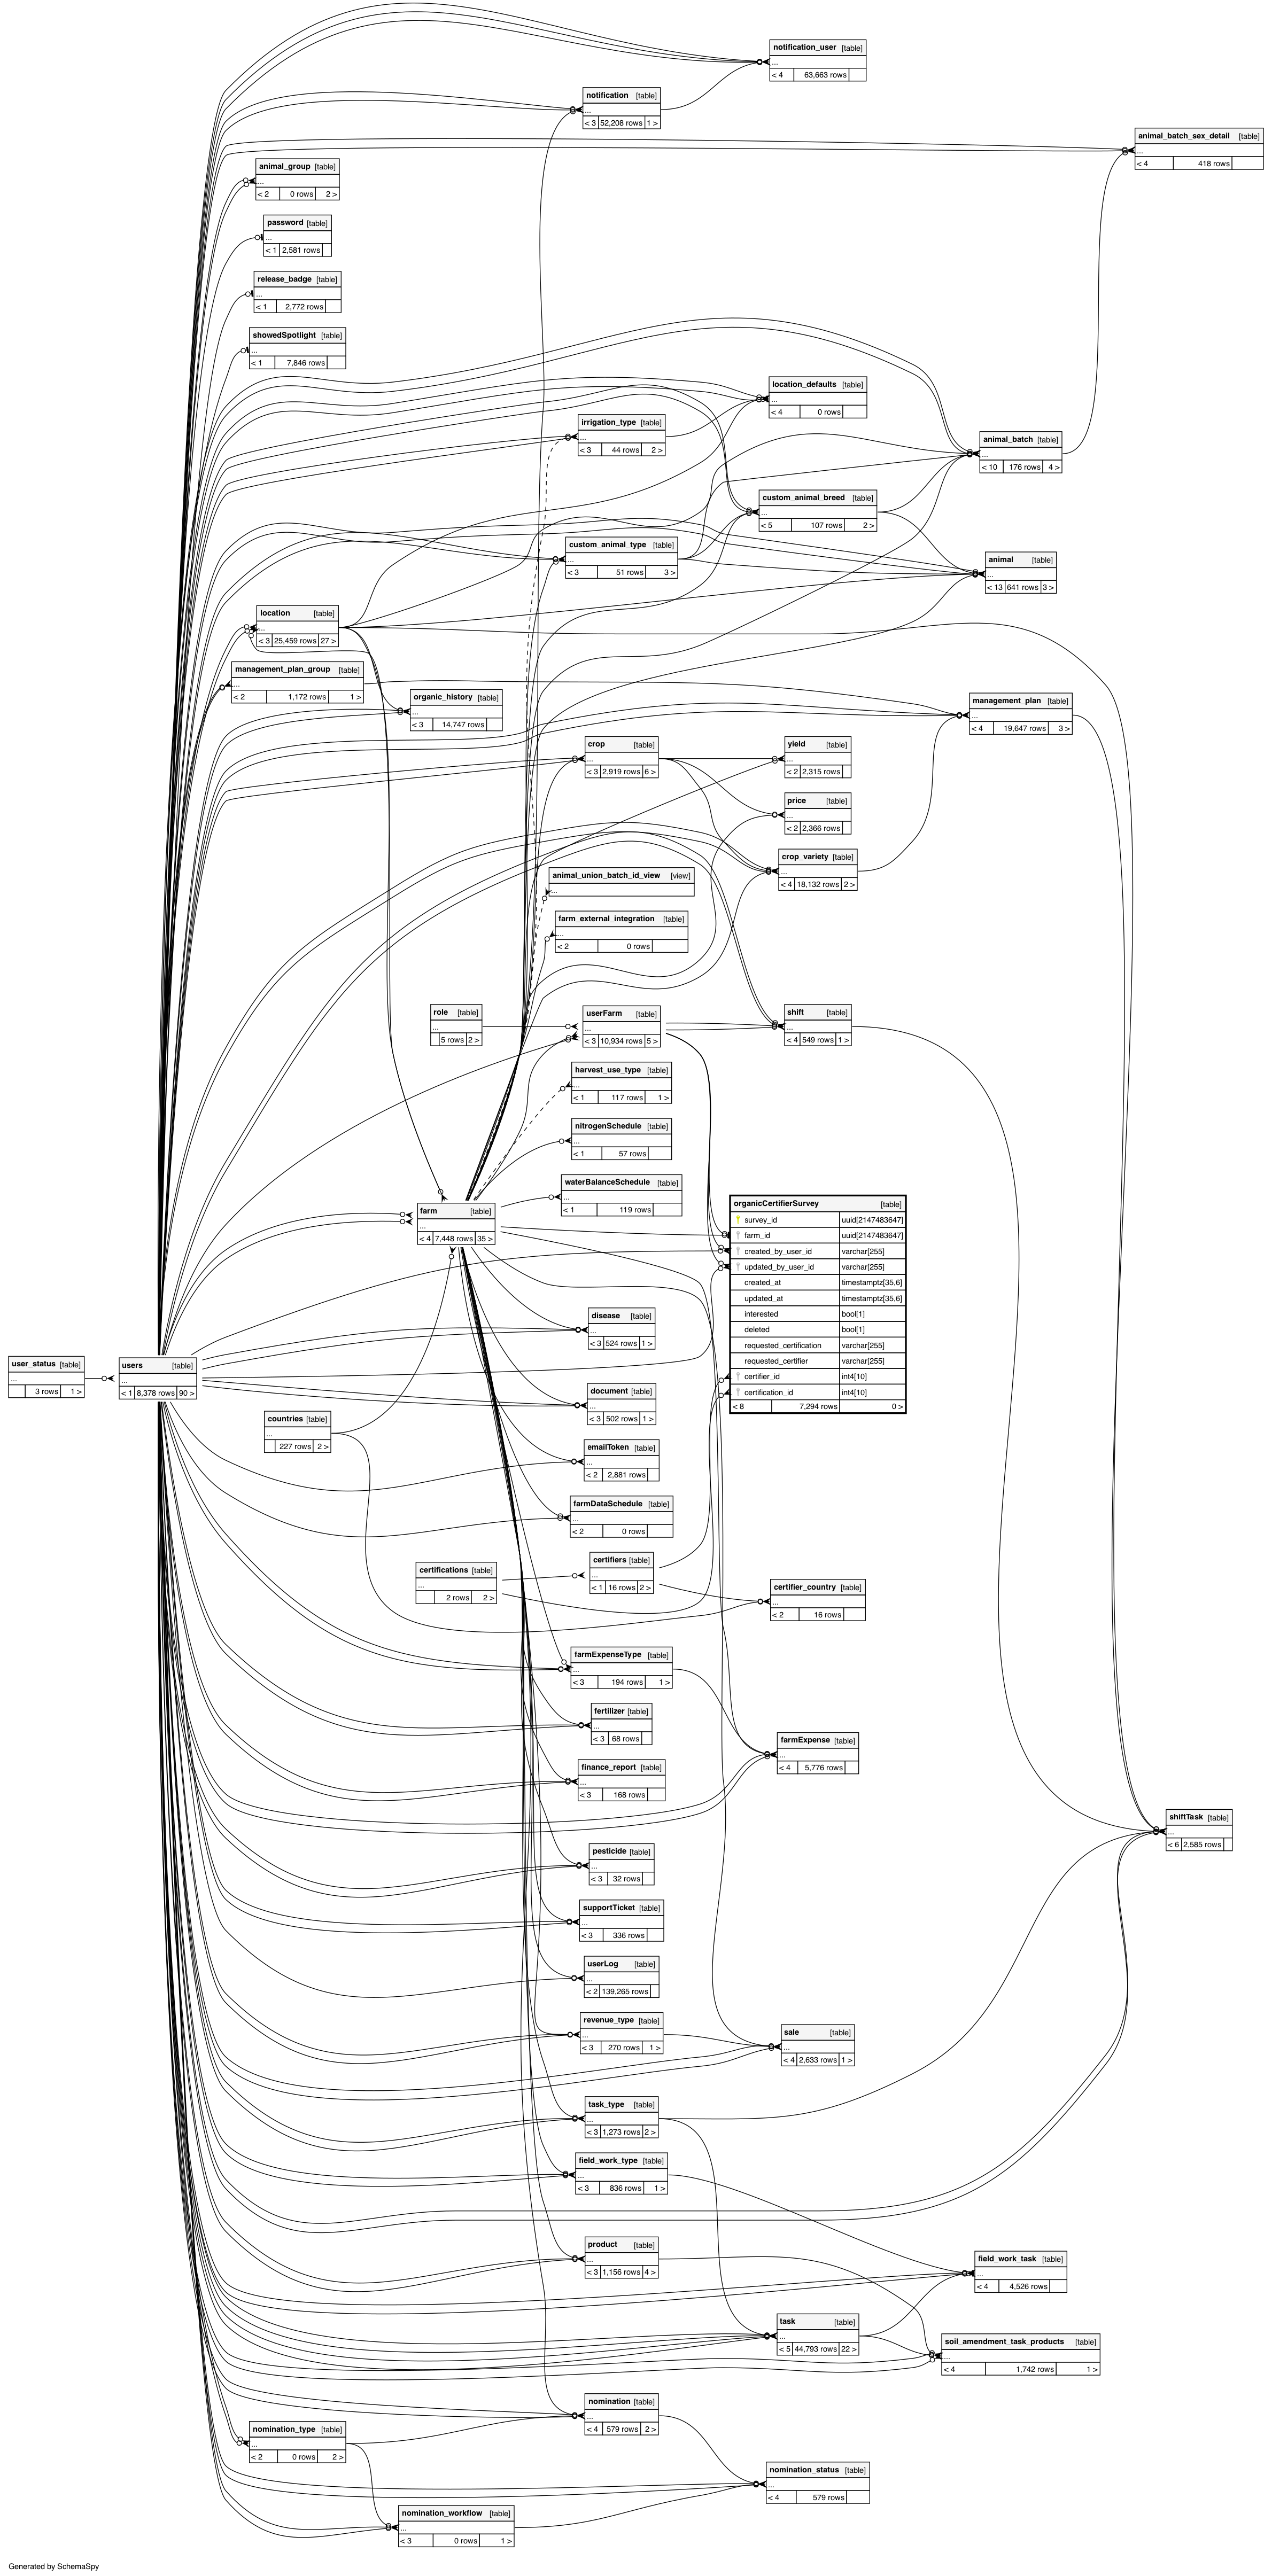 notification_user [table]
...
< 4 63,663 rows
notification [table]
...
< 3 52,208 rows 1 >
animal_batch_sex_detail [table]
...
< 4 418 rows
animal_group [table]
...
< 2 0 rows 2 >
password [table]
...
< 1 2,581 rows
release_badge [table]
...
< 1 2,772 rows
showedSpotlight [table]
...
< 1 7,846 rows
location_defaults [table]
...
< 4 0 rows
irrigation_type [table]
...
< 3 44 rows 2 >
animal_batch [table]
...
< 10 176 rows 4 >
custom_animal_breed [table]
...
< 5 107 rows 2 >
custom_animal_type [table]
...
< 3 51 rows 3 >
animal [table]
...
< 13 641 rows 3 >
location [table]
...
< 3 25,459 rows 27 >
management_plan_group [table]
...
< 2 1,172 rows 1 >
organic_history [table]
...
< 3 14,747 rows
management_plan [table]
...
< 4 19,647 rows 3 >
crop [table]
...
< 3 2,919 rows 6 >
yield [table]
...
< 2 2,315 rows
price [table]
...
< 2 2,366 rows
crop_variety [table]
...
< 4 18,132 rows 2 >
animal_union_batch_id_view [view]
...
farm_external_integration [table]
...
< 2 0 rows
role [table]
...
5 rows 2 >
userFarm [table]
...
< 3 10,934 rows 5 >
shift [table]
...
< 4 549 rows 1 >
harvest_use_type [table]
...
< 1 117 rows 1 >
nitrogenSchedule [table]
...
< 1 57 rows
waterBalanceSchedule [table]
...
< 1 119 rows
farm [table]
...
< 4 7,448 rows 35 >
organicCertifierSurvey [table]
survey_id uuid[2147483647]
farm_id uuid[2147483647]
created_by_user_id varchar[255]
updated_by_user_id varchar[255]
created_at timestamptz[35,6]
updated_at timestamptz[35,6]
interested bool[1]
deleted bool[1]
requested_certification varchar[255]
requested_certifier varchar[255]
certifier_id int4[10]
certification_id int4[10]
< 8 7,294 rows 0 >
disease [table]
...
< 3 524 rows 1 >
user_status [table]
...
3 rows 1 >
users [table]
...
< 1 8,378 rows 90 >
document [table]
...
< 3 502 rows 1 >
countries [table]
...
227 rows 2 >
emailToken [table]
...
< 2 2,881 rows
farmDataSchedule [table]
...
< 2 0 rows
certifications [table]
...
2 rows 2 >
certifiers [table]
...
< 1 16 rows 2 >
certifier_country [table]
...
< 2 16 rows
farmExpenseType [table]
...
< 3 194 rows 1 >
fertilizer [table]
...
< 3 68 rows
farmExpense [table]
...
< 4 5,776 rows
finance_report [table]
...
< 3 168 rows
shiftTask [table]
...
< 6 2,585 rows
pesticide [table]
...
< 3 32 rows
supportTicket [table]
...
< 3 336 rows
userLog [table]
...
< 2 139,265 rows
revenue_type [table]
...
< 3 270 rows 1 >
sale [table]
...
< 4 2,633 rows 1 >
task_type [table]
...
< 3 1,273 rows 2 >
field_work_type [table]
...
< 3 836 rows 1 >
product [table]
...
< 3 1,156 rows 4 >
field_work_task [table]
...
< 4 4,526 rows
task [table]
...
< 5 44,793 rows 22 >
soil_amendment_task_products [table]
...
< 4 1,742 rows 1 >
nomination [table]
...
< 4 579 rows 2 >
nomination_type [table]
...
< 2 0 rows 2 >
nomination_status [table]
...
< 4 579 rows
nomination_workflow [table]
...
< 3 0 rows 1 >
Generated by SchemaSpy